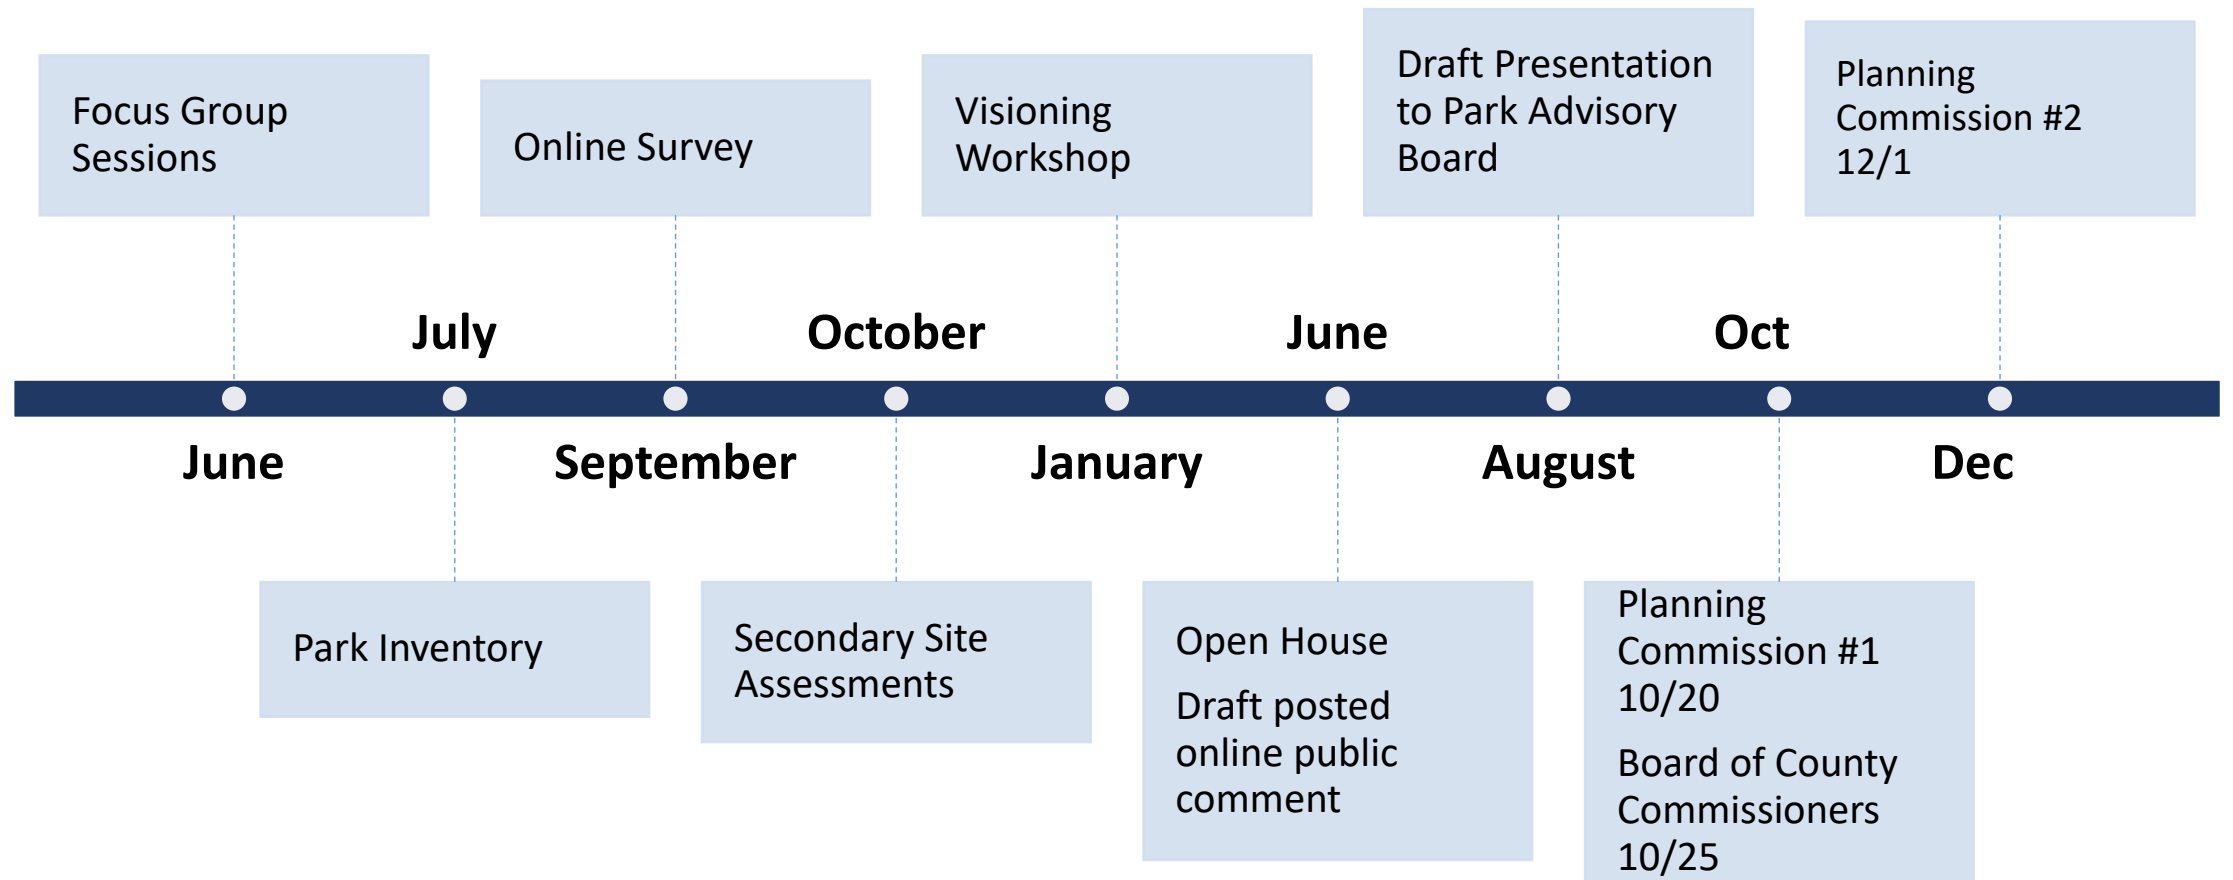 Focus Group
Sessions
Online Survey
Visioning
Workshop
Draft Presentation
to Park Advisory
Board
Planning
Commission #2
12/1
July
October
June
Oct
June
September
January
August
Dec
Park Inventory
Secondary Site
Assessments
Open House
Draft posted
online public
comment
Planning
Commission #1
10/20
Board of County
Commissioners
10/25